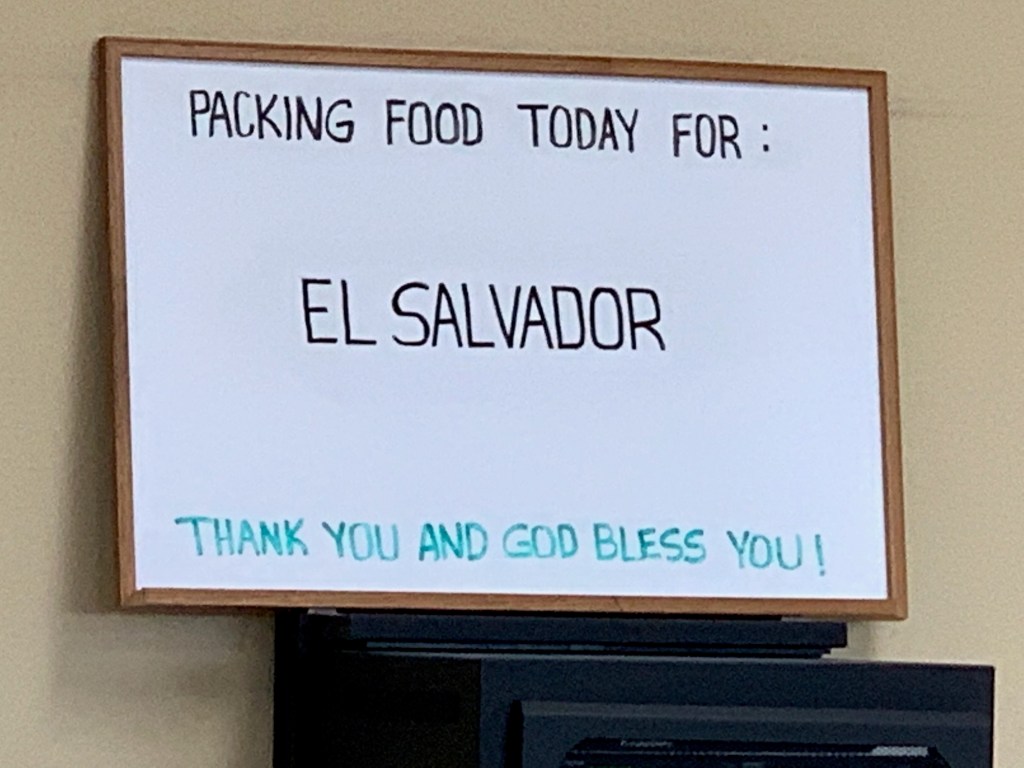 PACKING FOOD TODAY FOR:
EL SALVADOR
THANK YOU AND GOD BLESS YOU!